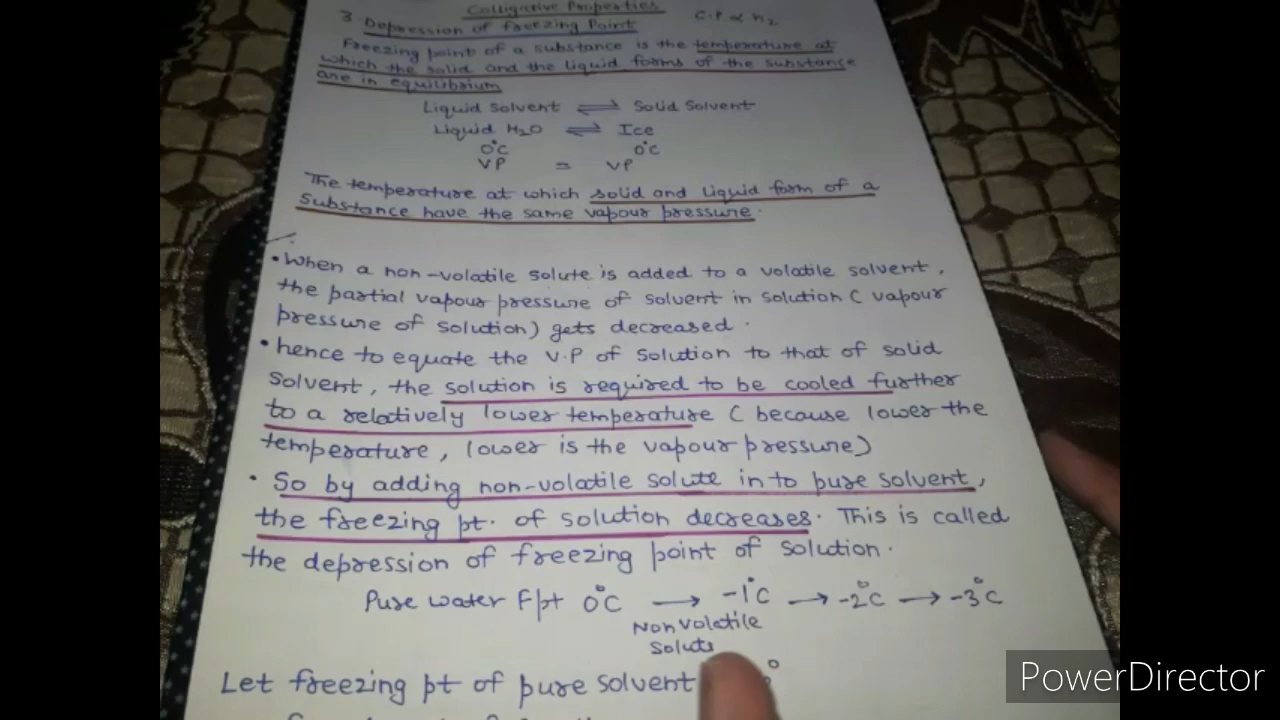 Colligative Properties
3. Depression of freezing Point C.P ∝ n₂
Freezing point of a substance is the temperature at
which the solid and the liquid forms of the substance
are in equilibrium
Liquid Solvent ⇌ Solid Solvent
Liquid H₂O ⇌ Ice
0°C 0°C
VP = VP
The temperature at which solid and liquid form of a
Substance have the same vapour pressure.
• When a non-volatile solute is added to a volatile solvent,
the partial vapour pressure of solvent in solution ( vapour
pressure of solution) gets decreased.
• hence to equate the V.P of solution to that of solid
solvent, the solution is required to be cooled further
to a relectively lower temperature ( because lower the
temperature, lower is the vapour pressure)
• So by adding non-volatile solute in to pure solvent,
the freezing pt. of solution decreases. This is called
the depression of freezing point of solution.
Pure water F/pt 0°C → -1°C → -2°C → -3°C
Non volatile
Solute
Let freezing pt of pure solvent
PowerDirector